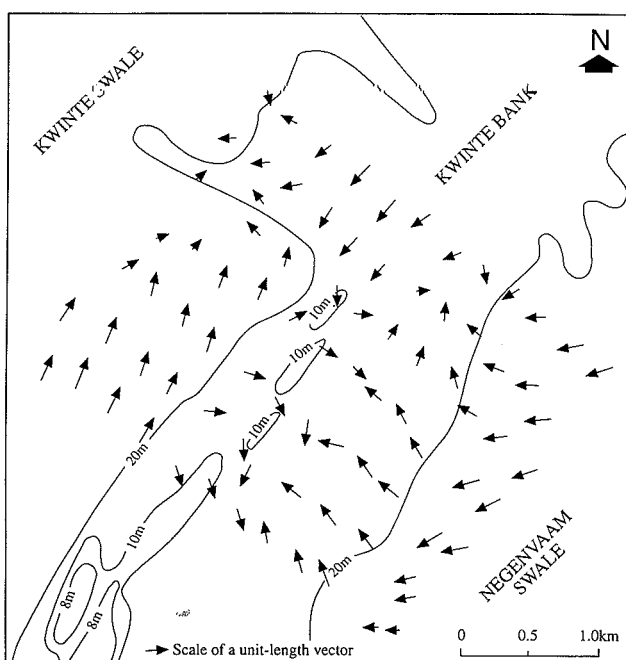 N
KWINTE SWALE
KWINTE BANK
10m
10m
10m
20m
10m
8m
8m
20m
NEGENVAAM
SWALE
Scale of a unit-length vector
0 0.5 1.0km